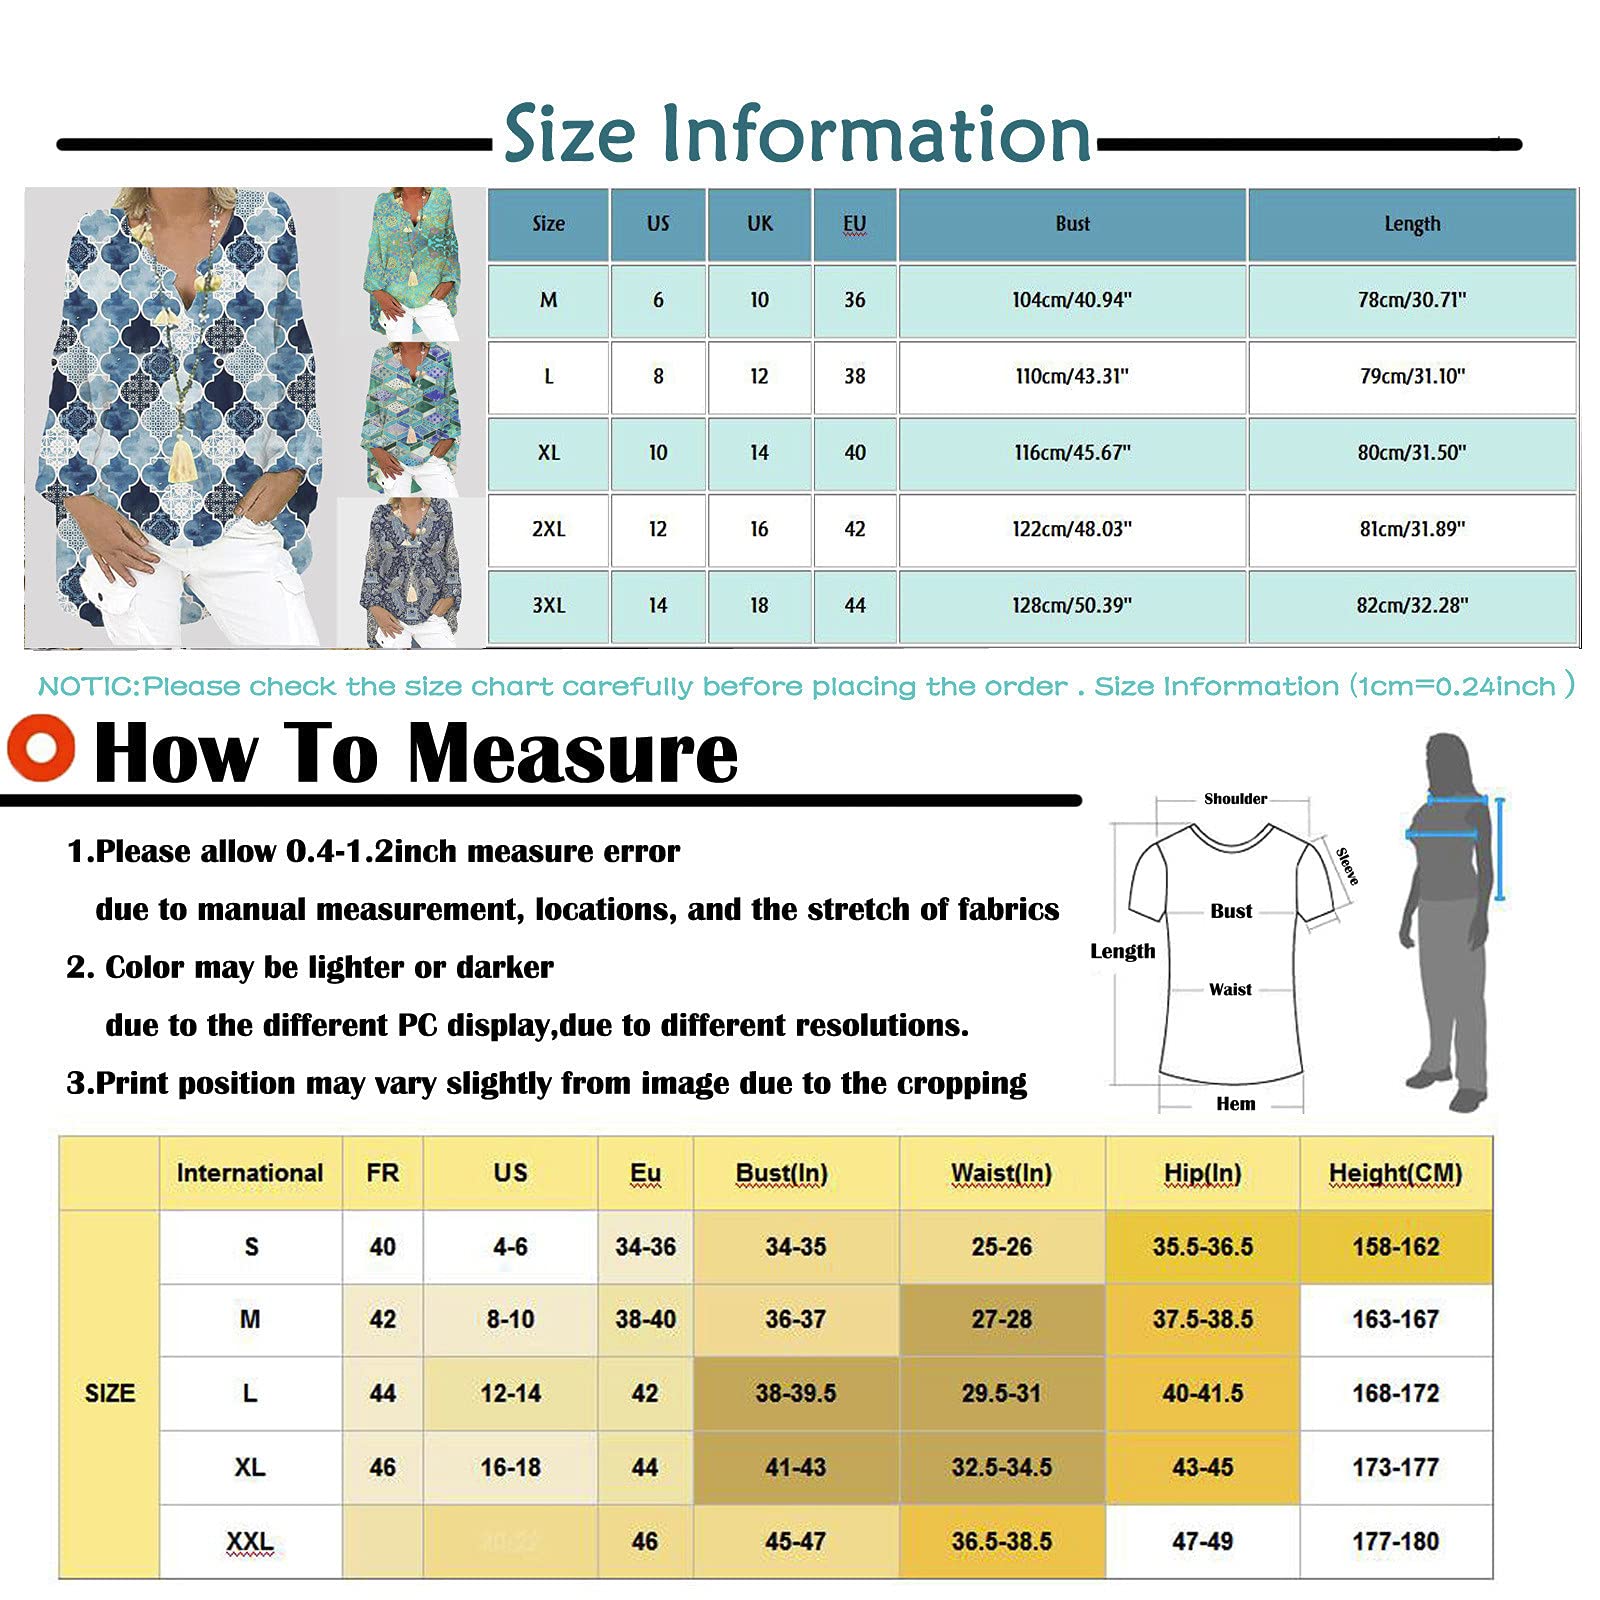 Size Information
Size US UK EU Bust Length
M 6 10 36 104cm/40.94" 78cm/30.71"
L 8 12 38 110cm/43.31" 79cm/31.10"
XL 10 14 40 116cm/45.67" 80cm/31.50"
2XL 12 16 42 122cm/48.03" 81cm/31.89"
3XL 14 18 44 128cm/50.39" 82cm/32.28"
NOTIC:Please check the size chart carefully before placing the order . Size Information (1cm=0.24inch )
How To Measure
1.Please allow 0.4-1.2inch measure error
due to manual measurement, locations, and the stretch of fabrics
2. Color may be lighter or darker
due to the different PC display,due to different resolutions.
3.Print position may vary slightly from image due to the cropping
Shoulder
Sleeve
Bust
Length
Waist
Hem
International FR US Eu Bust(In) Waist(In) Hip(In) Height(CM)
SIZE
S 40 4-6 34-36 34-35 25-26 35.5-36.5 158-162
M 42 8-10 38-40 36-37 27-28 37.5-38.5 163-167
L 44 12-14 42 38-39.5 29.5-31 40-41.5 168-172
XL 46 16-18 44 41-43 32.5-34.5 43-45 173-177
XXL 46 45-47 36.5-38.5 47-49 177-180